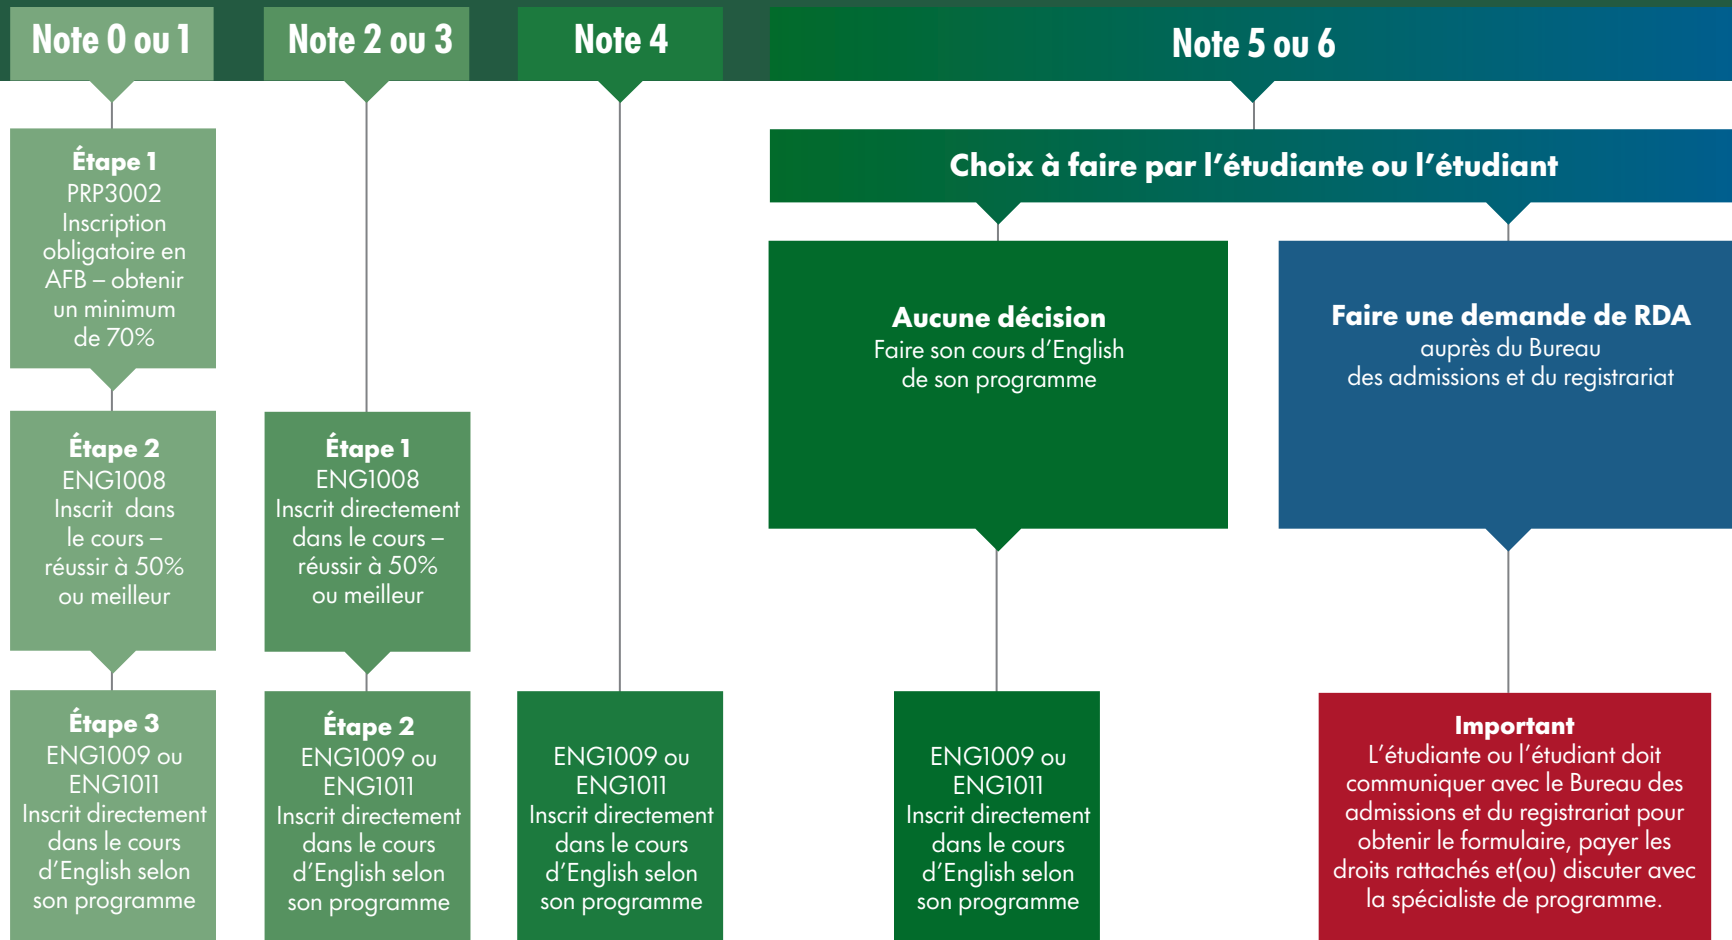 Note 0 ou 1
Étape 1
PRP3002
Inscription
obligatoire en
AFB – obtenir
un minimum
de 70%
Étape 2
ENG1008
Inscrit dans
le cours –
réussir à 50%
ou meilleur
Étape 3
ENG1009 ou
ENG1011
Inscrit directement
dans le cours
d’English selon
son programme
Note 2 ou 3
Étape 1
ENG1008
Inscrit directement
dans le cours –
réussir à 50%
ou meilleur
Étape 2
ENG1009 ou
ENG1011
Inscrit directement
dans le cours
d’English selon
son programme
Note 4
ENG1009 ou
ENG1011
Inscrit directement
dans le cours
d’English selon
son programme
Note 5 ou 6
Choix à faire par l’étudiante ou l’étudiant
Aucune décision
Faire son cours d’English
de son programme
ENG1009 ou
ENG1011
Inscrit directement
dans le cours
d’English selon
son programme
Faire une demande de RDA
auprès du Bureau
des admissions et du registrariat
Important
L’étudiante ou l’étudiant doit
communiquer avec le Bureau des
admissions et du registrariat pour
obtenir le formulaire, payer les
droits rattachés et(ou) discuter avec
la spécialiste de programme.